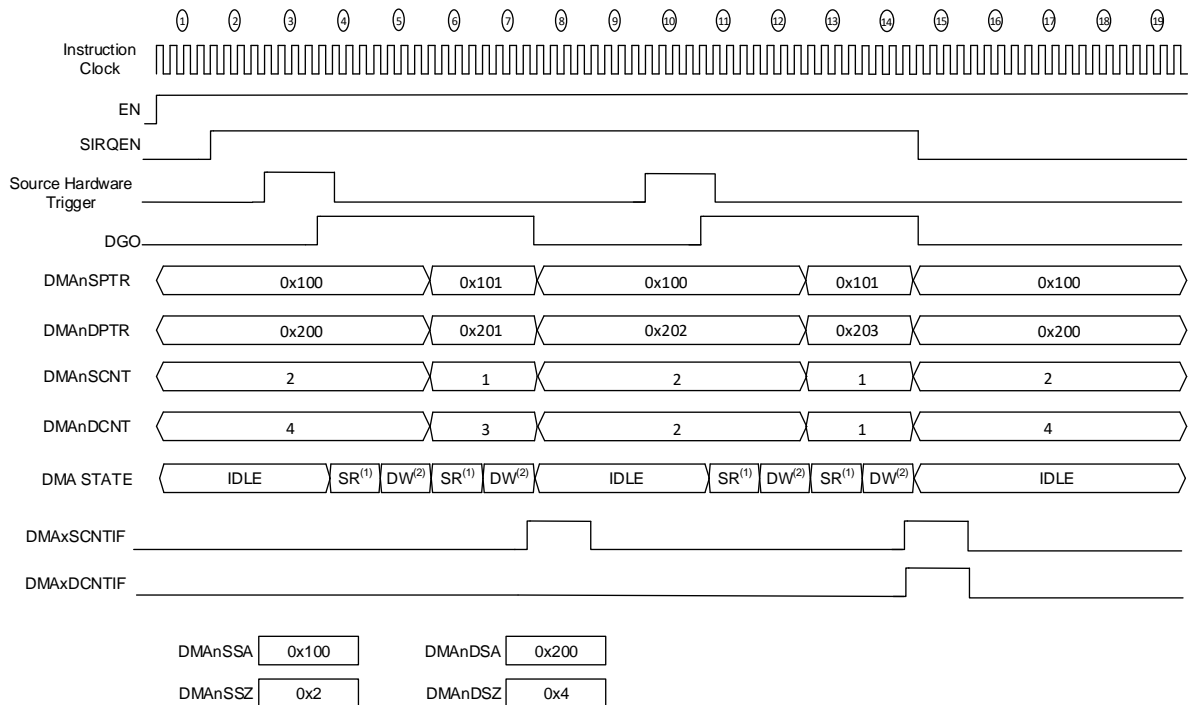 1 2 3 4 5 6 7 8 9 10 11 12 13 14 15 16 17 18 19
Instruction
Clock
EN
SIRQEN
Source Hardware
Trigger
DGO
DMAnSPTR 0x100 0x101 0x100 0x101 0x100
DMAnDPTR 0x200 0x201 0x202 0x203 0x200
DMAnSCNT 2 1 2 1 2
DMAnDCNT 4 3 2 1 4
DMA STATE IDLE SR(1) DW(2) SR(1) DW(2) IDLE SR(1) DW(2) SR(1) DW(2) IDLE
DMAxSCNTIF
DMAxDCNTIF
DMAnSSA 0x100 DMAnDSA 0x200
DMAnSSZ 0x2 DMAnDSZ 0x4